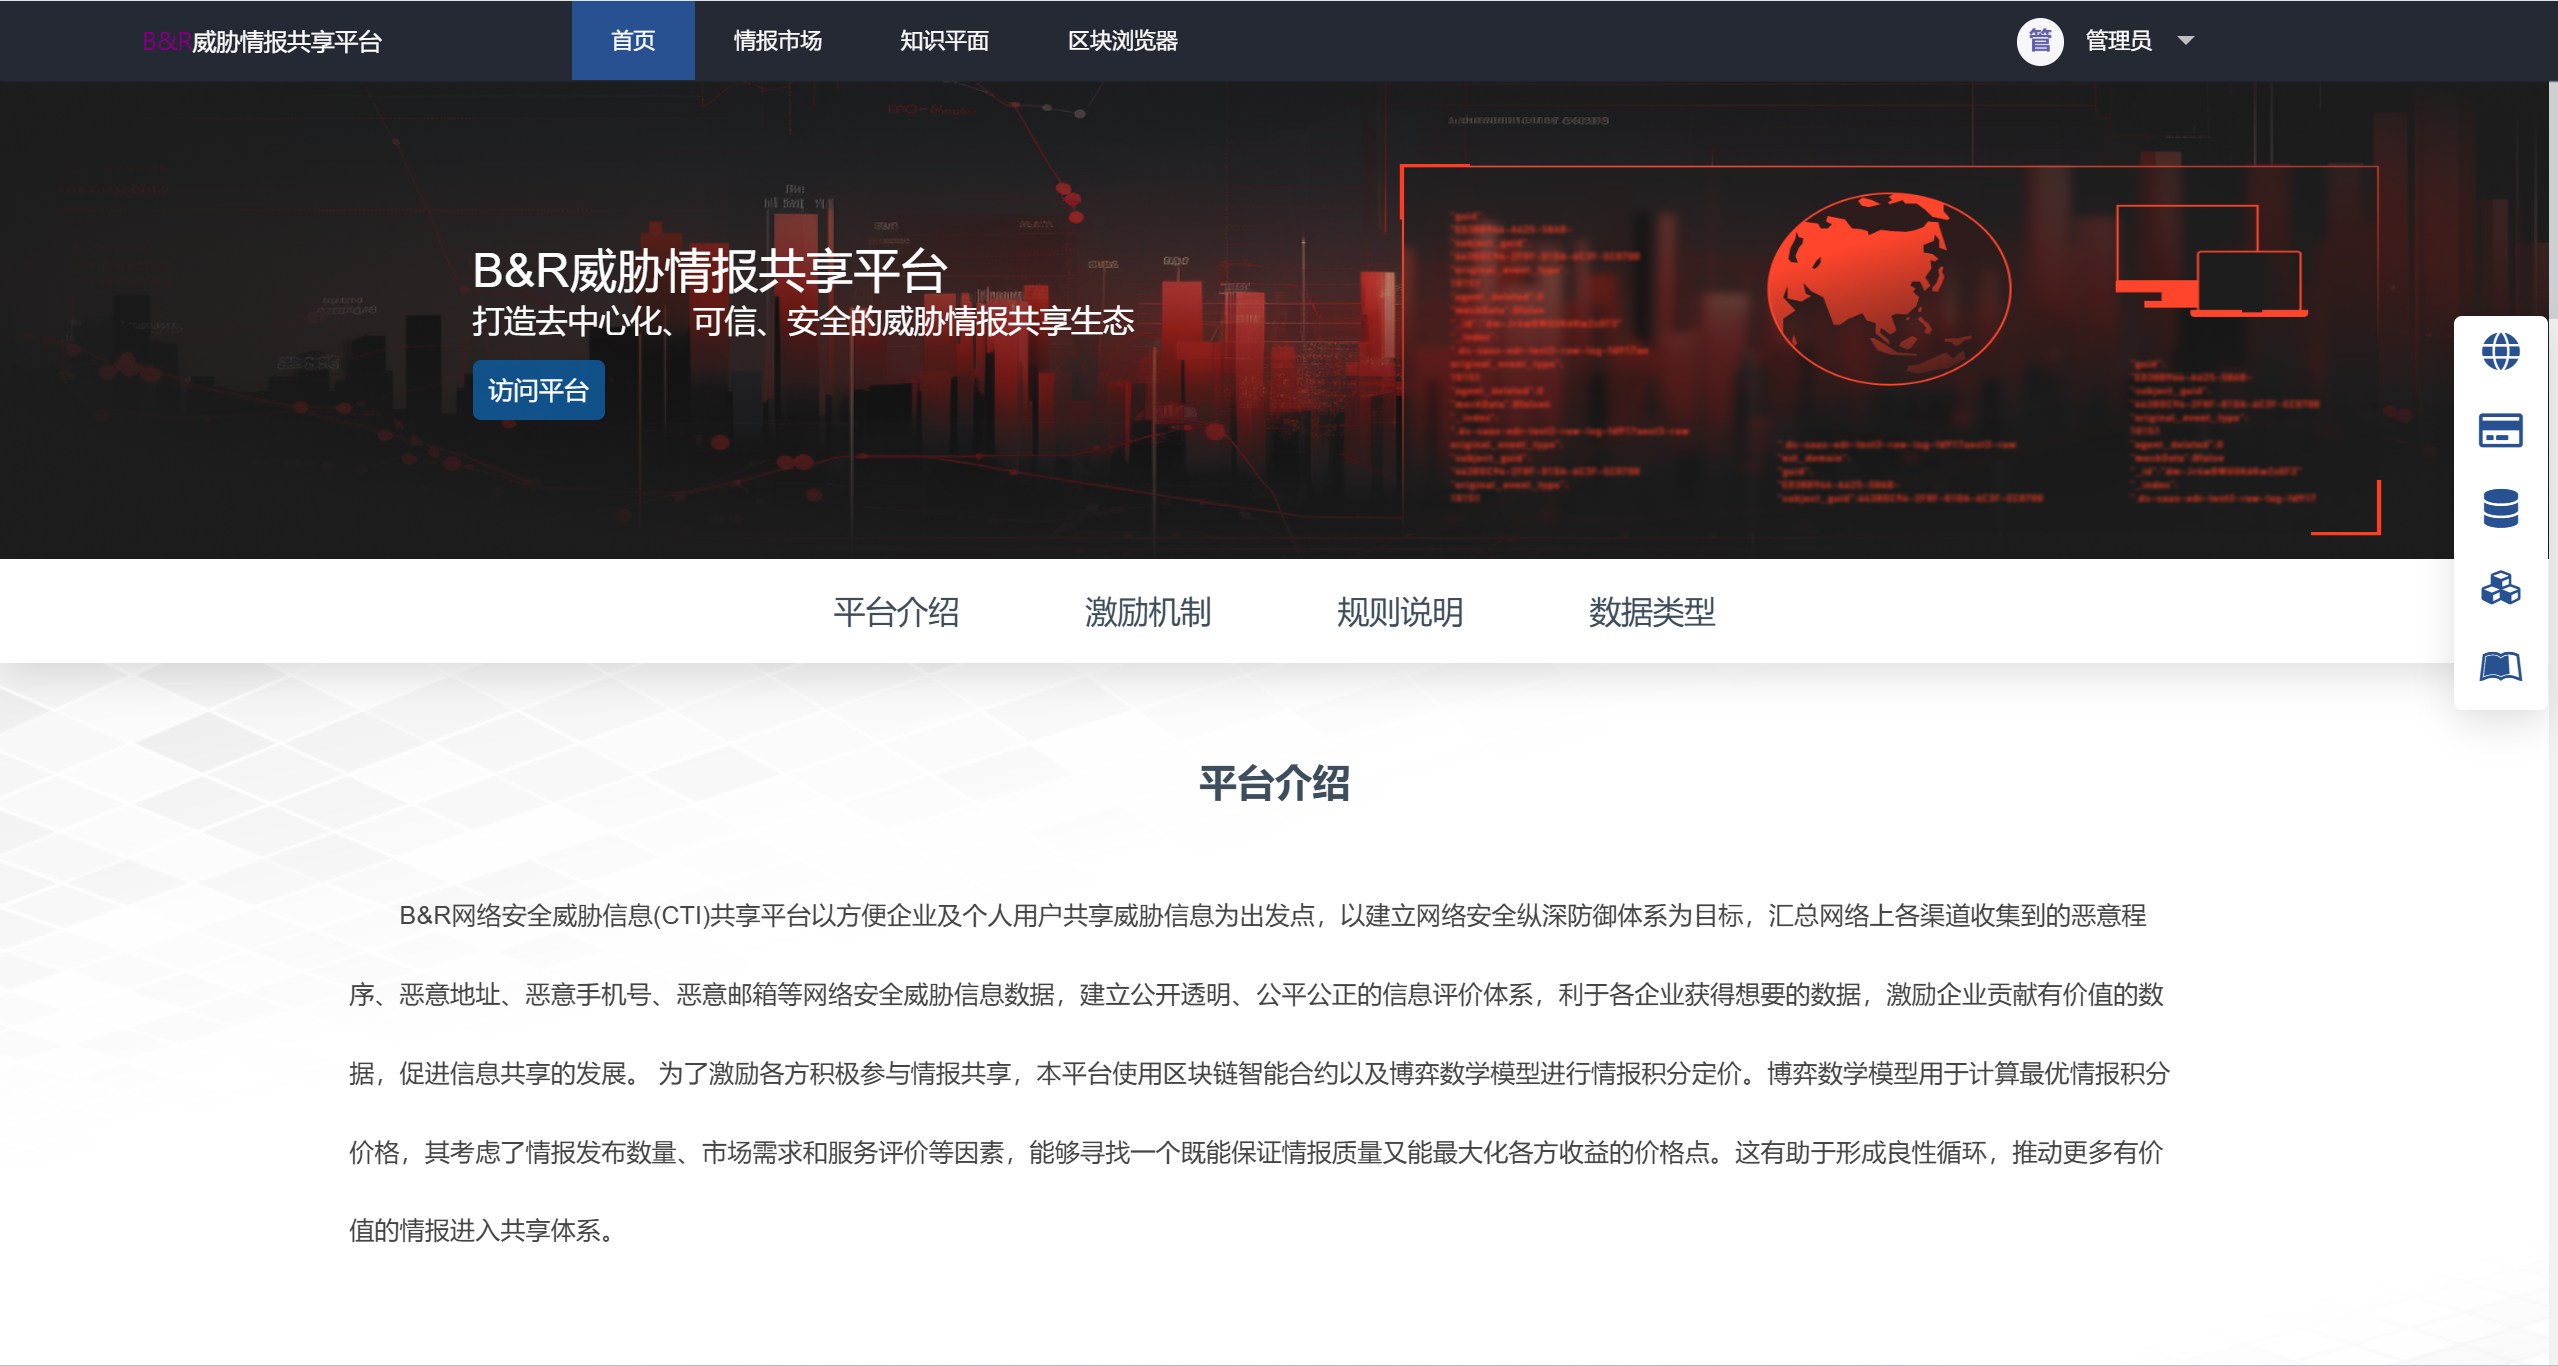 B&R威胁情报共享平台
首页
情报市场
知识平面
区块浏览器
管
管理员
B&R威胁情报共享平台
打造去中心化、可信、安全的威胁情报共享生态
访问平台
平台介绍
激励机制
规则说明
数据类型
平台介绍
B&R网络安全威胁信息(CTI)共享平台以方便企业及个人用户共享威胁信息为出发点，以建立网络安全纵深防御体系为目标，汇总网络上各渠道收集到的恶意程
序、恶意地址、恶意手机号、恶意邮箱等网络安全威胁信息数据，建立公开透明、公平公正的信息评价体系，利于各企业获得想要的数据，激励企业贡献有价值的数
据，促进信息共享的发展。 为了激励各方积极参与情报共享，本平台使用区块链智能合约以及博弈数学模型进行情报积分定价。博弈数学模型用于计算最优情报积分
价格，其考虑了情报发布数量、市场需求和服务评价等因素，能够寻找一个既能保证情报质量又能最大化各方收益的价格点。这有助于形成良性循环，推动更多有价
值的情报进入共享体系。